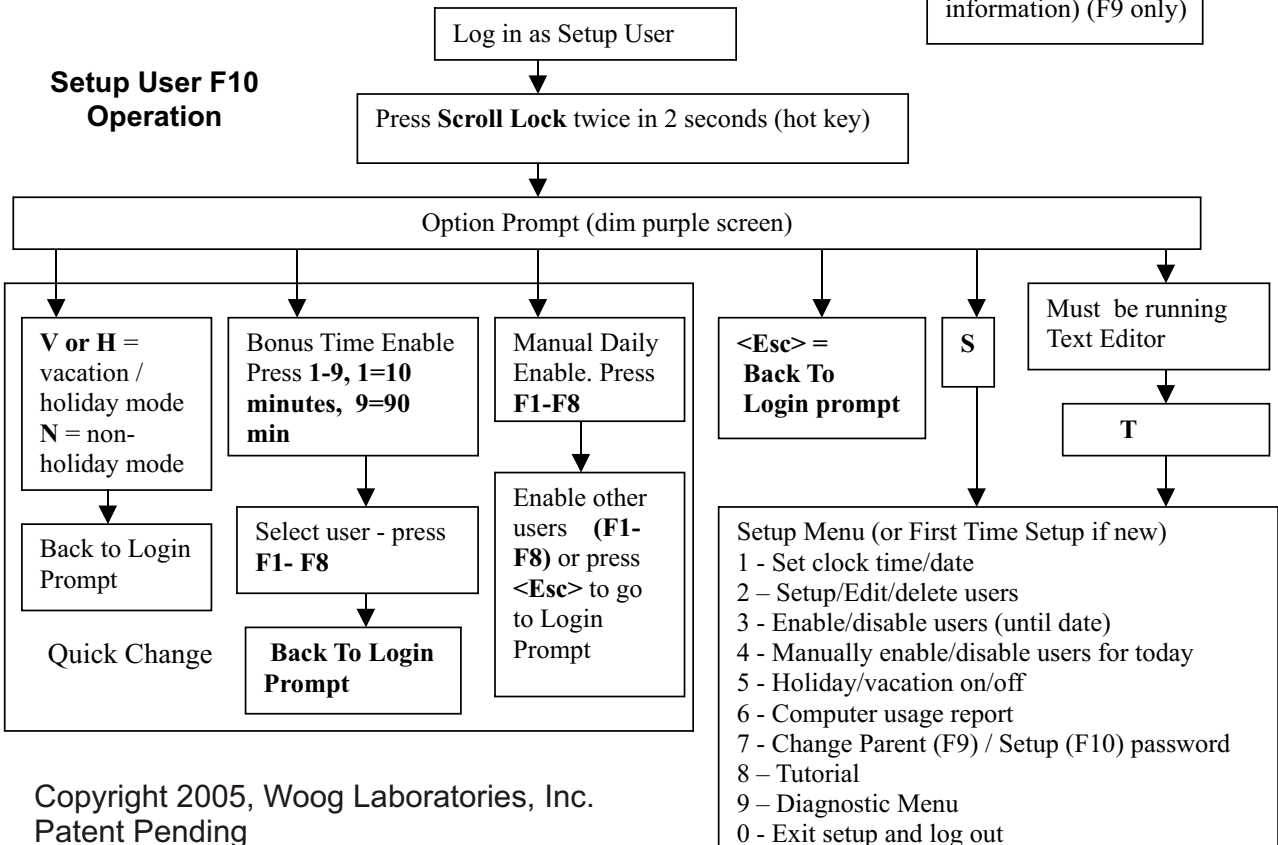 information) (F9 only)
Log in as Setup User
Setup User F10
Operation
Press Scroll Lock twice in 2 seconds (hot key)
Option Prompt (dim purple screen)
V or H =
vacation /
holiday mode
N = non-
holiday mode
Back to Login
Prompt
Quick Change
Bonus Time Enable
Press 1-9, 1=10
minutes, 9=90
min
Select user - press
F1- F8
Back To Login
Prompt
Manual Daily
Enable. Press
F1-F8
Enable other
users (F1-
F8) or press
<Esc> to go
to Login
Prompt
<Esc> =
Back To
Login prompt
S
Must be running
Text Editor
T
Setup Menu (or First Time Setup if new)
1 - Set clock time/date
2 – Setup/Edit/delete users
3 - Enable/disable users (until date)
4 - Manually enable/disable users for today
5 - Holiday/vacation on/off
6 - Computer usage report
7 - Change Parent (F9) / Setup (F10) password
8 – Tutorial
9 – Diagnostic Menu
0 - Exit setup and log out
Copyright 2005, Woog Laboratories, Inc.
Patent Pending